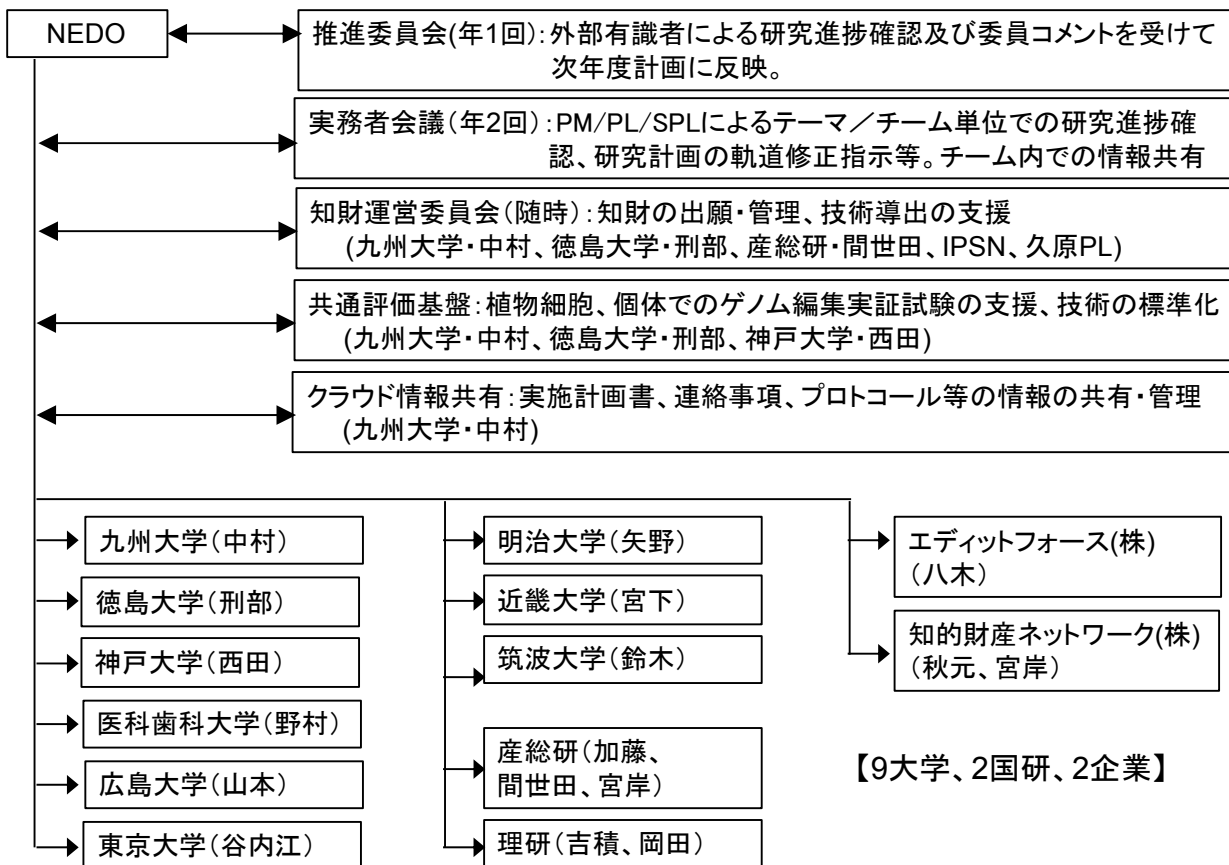 NEDO
推進委員会(年1回)：外部有識者による研究進捗確認及び委員コメントを受けて
次年度計画に反映。
実務者会議（年2回）：PM/PL/SPLによるテーマ／チーム単位での研究進捗確
認、研究計画の軌道修正指示等。チーム内での情報共有
知財運営委員会（随時）：知財の出願・管理、技術導出の支援
(九州大学・中村、徳島大学・刑部、産総研・間世田、IPSN、久原PL)
共通評価基盤：植物細胞、個体でのゲノム編集実証試験の支援、技術の標準化
(九州大学・中村、徳島大学・刑部、神戸大学・西田)
クラウド情報共有：実施計画書、連絡事項、プロトコール等の情報の共有・管理
(九州大学・中村)
九州大学（中村）
徳島大学（刑部）
神戸大学（西田）
医科歯科大学（野村）
広島大学（山本）
東京大学（谷内江）
明治大学（矢野）
近畿大学（宮下）
筑波大学（鈴木）
産総研（加藤、
間世田、宮岸）
理研（吉積、岡田）
エディットフォース(株)
（八木）
知的財産ネットワーク(株)
（秋元、宮岸）
【9大学、2国研、2企業】